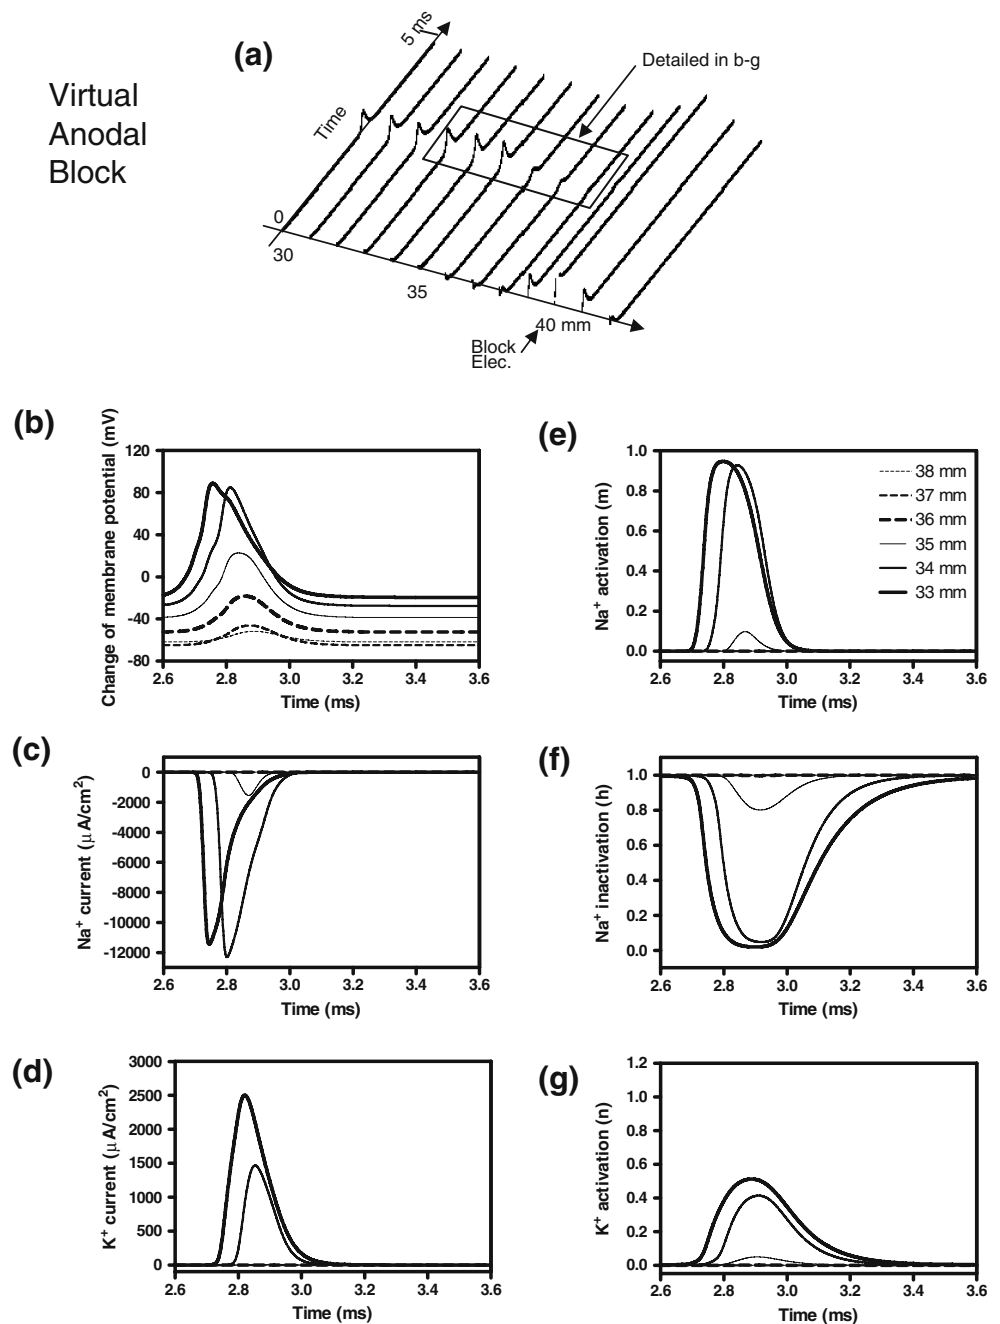 Virtual
Anodal
Block
(a)
5 ms
Time
Detailed in b-g
0
30
35
40 mm
Block
Elec.
(b)
Change of membrane potential (mV)
120
80
40
0
-40
-80
2.6 2.8 3.0 3.2 3.4 3.6
Time (ms)
(e)
Na+ activation (m)
1.0
0.8
0.6
0.4
0.2
0.0
38 mm
37 mm
36 mm
35 mm
34 mm
33 mm
2.6 2.8 3.0 3.2 3.4 3.6
Time (ms)
(c)
Na+ current (μA/cm2)
0
-2000
-4000
-6000
-8000
-10000
-12000
2.6 2.8 3.0 3.2 3.4 3.6
Time (ms)
(f)
Na+ inactivation (h)
1.0
0.8
0.6
0.4
0.2
0.0
2.6 2.8 3.0 3.2 3.4 3.6
Time (ms)
(d)
K+ current (μA/cm2)
3000
2500
2000
1500
1000
500
0
2.6 2.8 3.0 3.2 3.4 3.6
Time (ms)
(g)
K+ activation (n)
1.2
1.0
0.8
0.6
0.4
0.2
0.0
2.6 2.8 3.0 3.2 3.4 3.6
Time (ms)